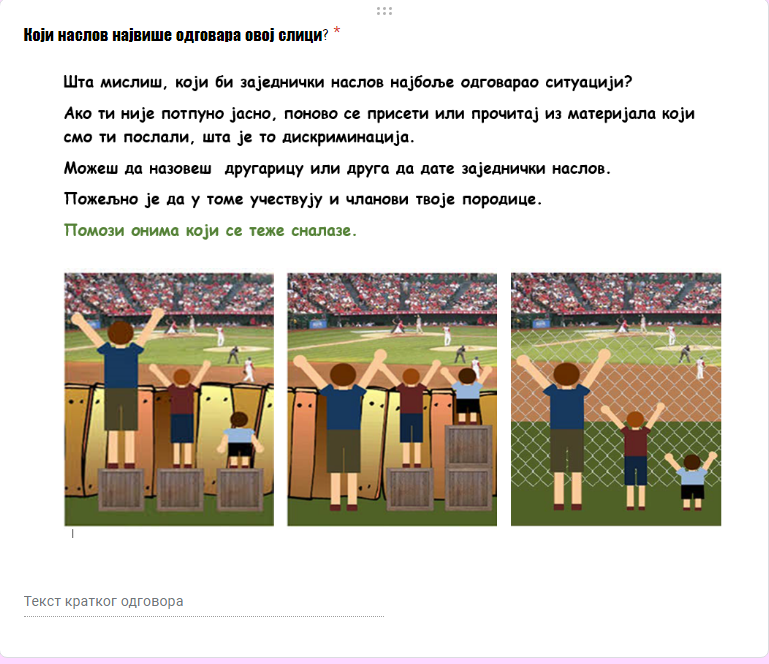 Који наслов највише одговара овој слици? *
Шта мислиш, који би заједнички наслов најбоље одговарао ситуацији?
Ако ти није потпуно јасно, поново се присети или прочитај из материјала који
смо ти послали, шта је то дискриминација.
Можеш да назовеш другарицу или друга да дате заједнички наслов.
Пожељно је да у томе учествују и чланови твоје породице.
Помози онима који се теже сналазе.
Текст кратког одговора